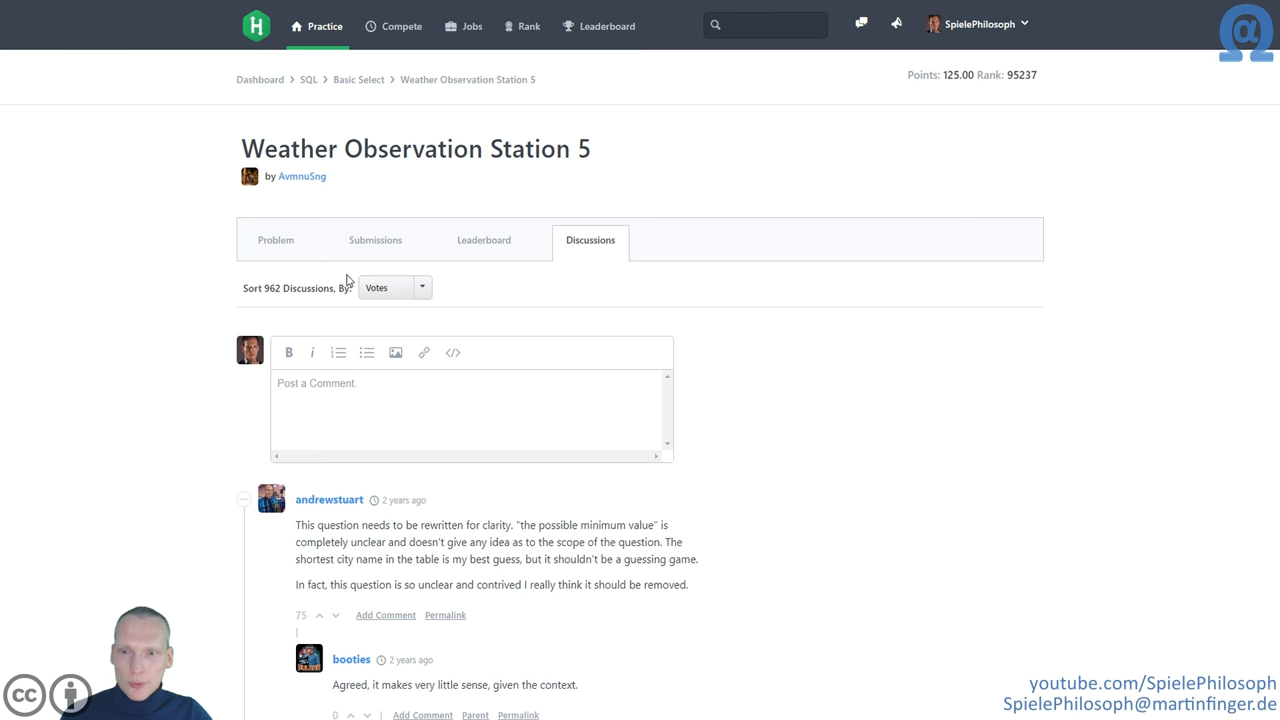 Practice Compete Jobs Rank Leaderboard SpielePhilosoph
Dashboard > SQL > Basic Select > Weather Observation Station 5 Points: 125.00 Rank: 95237
Weather Observation Station 5
by AvmnuSng
Problem Submissions Leaderboard Discussions
Sort 962 Discussions, By: Votes
B i </>
Post a Comment.
andrewstuart 2 years ago
This question needs to be rewritten for clarity. "the possible minimum value" is
completely unclear and doesn't give any idea as to the scope of the question. The
shortest city name in the table is my best guess, but it shouldn't be a guessing game.
In fact, this question is so unclear and contrived I really think it should be removed.
75 Add Comment Permalink
|
booties 2 years ago
Agreed, it makes very little sense, given the context.
0 | Add Comment Parent Permalink
cc
youtube.com/SpielePhilosoph
SpielePhilosoph@martinfinger.de